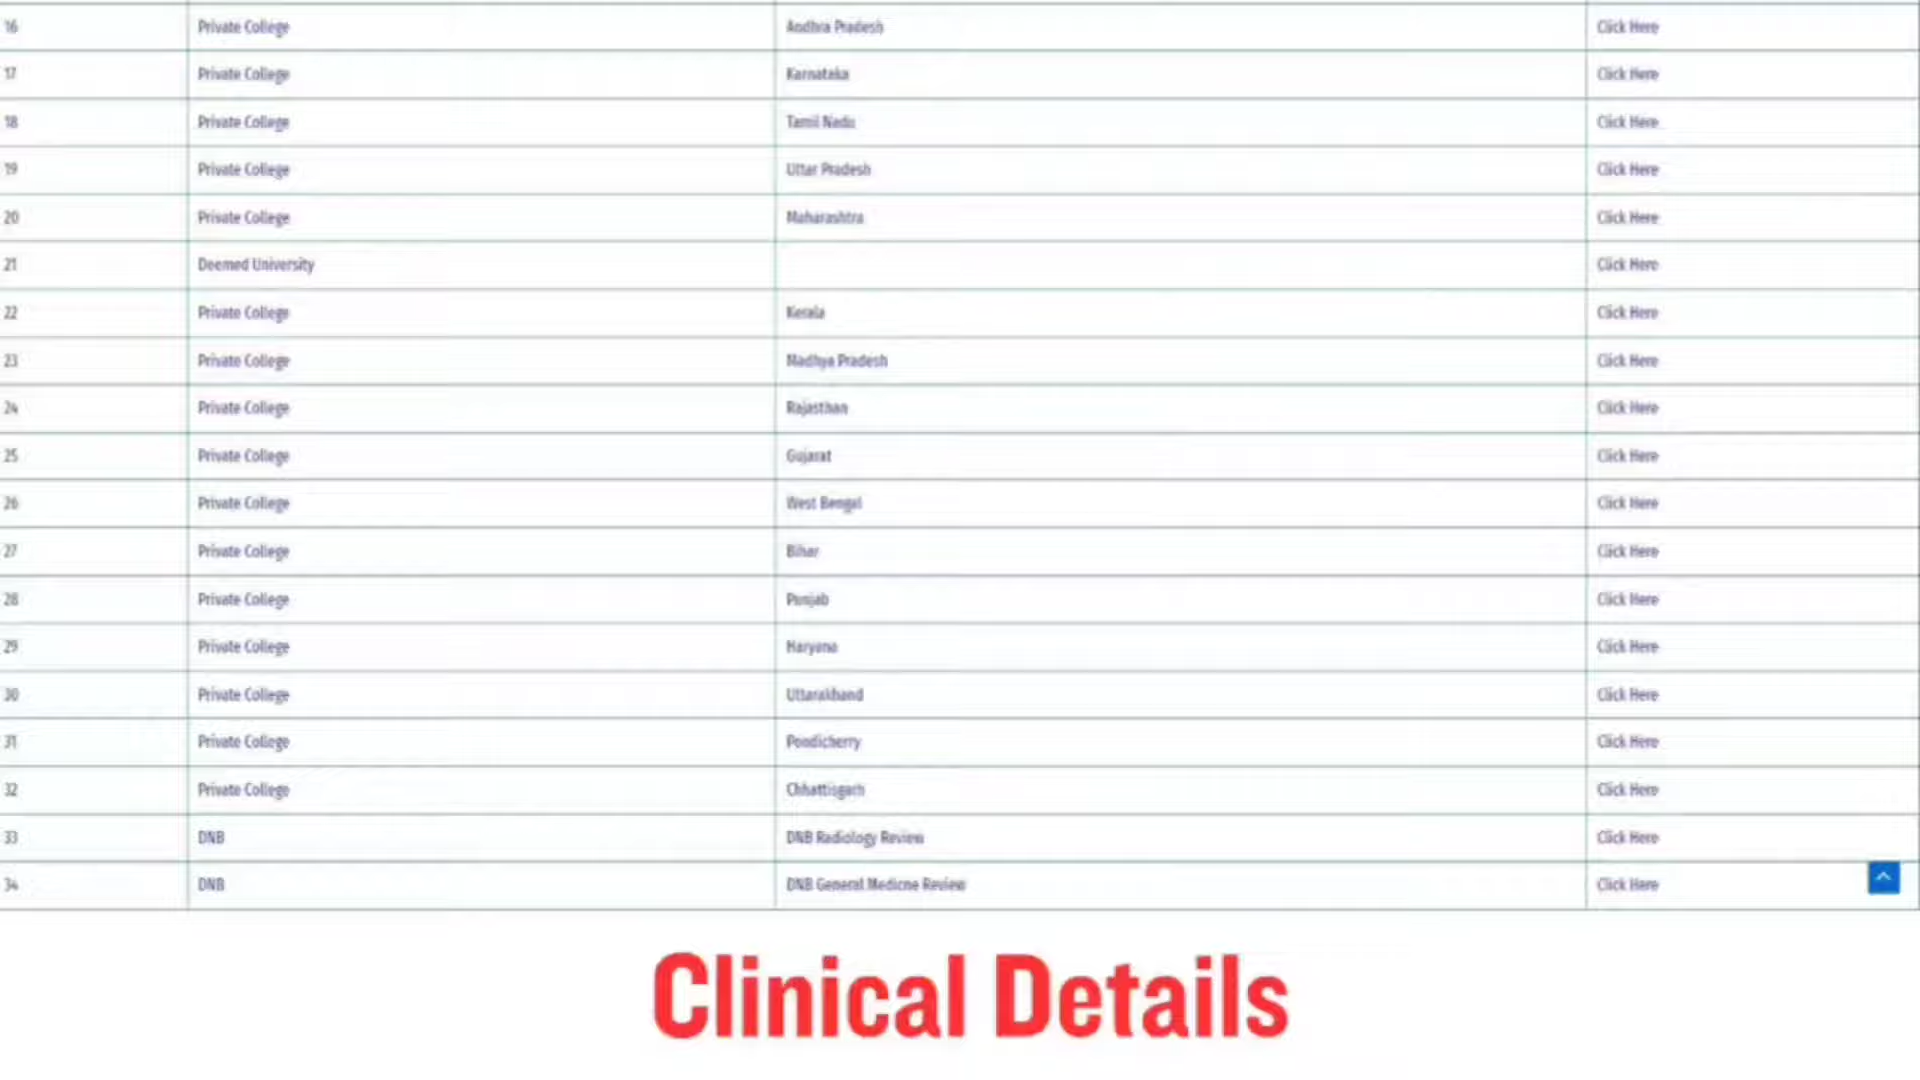 16 Private College Andhra Pradesh Click Here
17 Private College Karnataka Click Here
18 Private College Tamil Nadu Click Here
19 Private College Uttar Pradesh Click Here
20 Private College Maharashtra Click Here
21 Deemed University Click Here
22 Private College Kerala Click Here
23 Private College Madhya Pradesh Click Here
24 Private College Rajasthan Click Here
25 Private College Gujarat Click Here
26 Private College West Bengal Click Here
27 Private College Bihar Click Here
28 Private College Punjab Click Here
29 Private College Haryana Click Here
30 Private College Uttarakhand Click Here
31 Private College Pondicherry Click Here
32 Private College Chhattisgarh Click Here
33 DNB DNB Radiology Review Click Here
34 DNB DNB General Medicne Review Click Here
Clinical Details